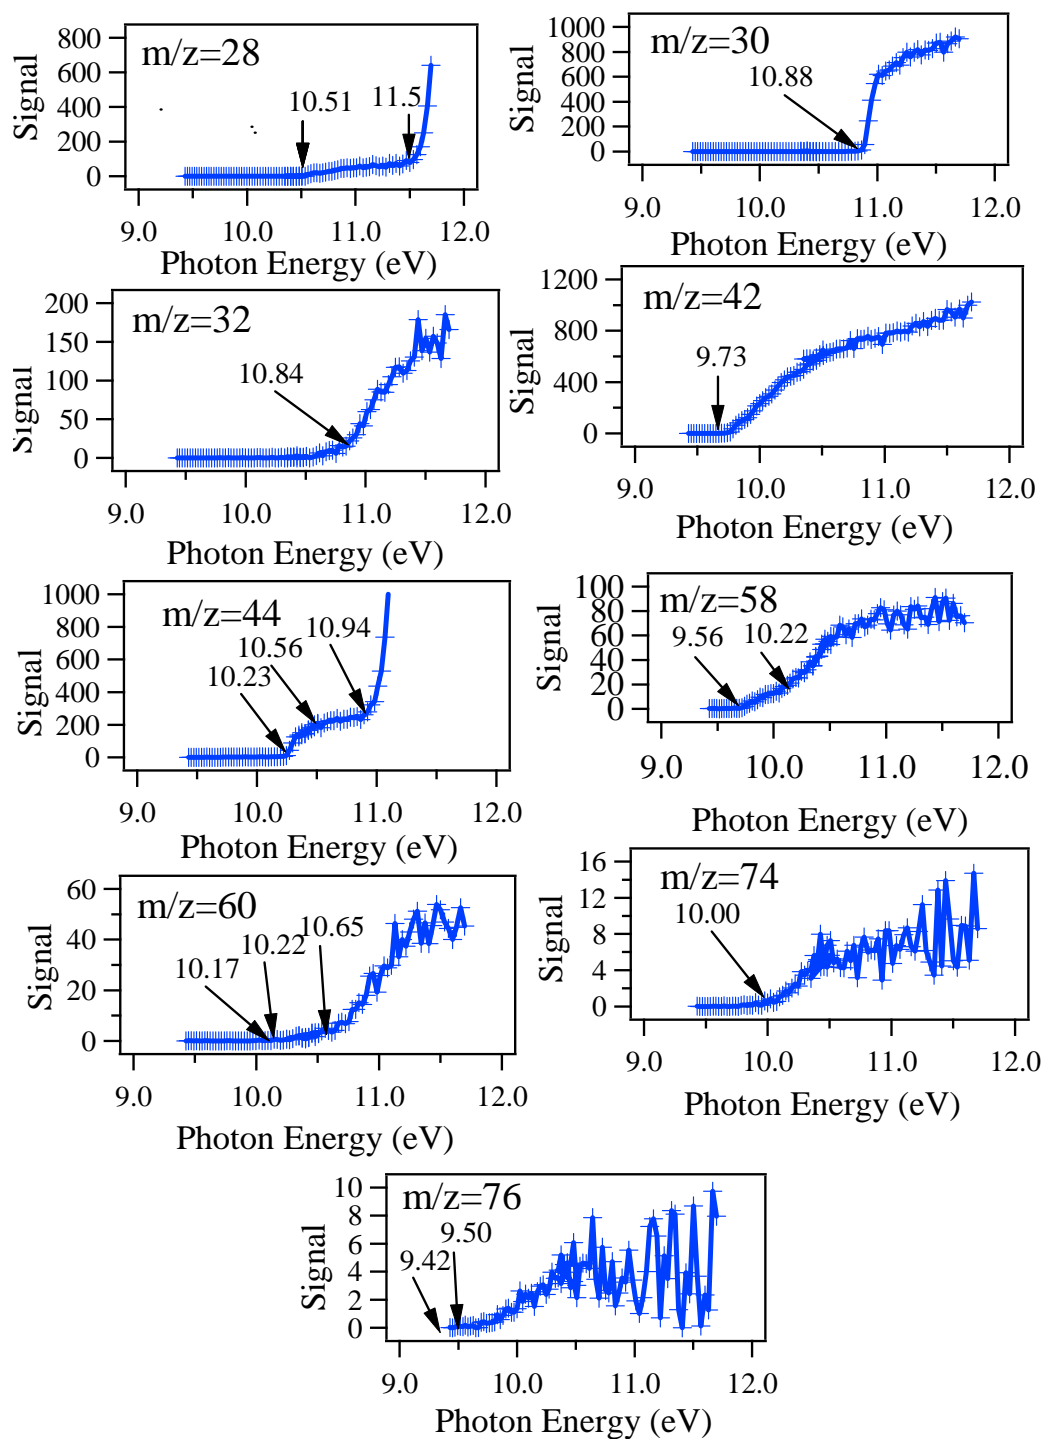 m/z=28
10.51
11.5
800
600
400
200
0
Signal
9.0 10.0 11.0 12.0
Photon Energy (eV)
m/z=30
10.88
1000
800
600
400
200
0
Signal
9.0 10.0 11.0 12.0
Photon Energy (eV)
m/z=32
10.84
200
150
100
50
0
Signal
9.0 10.0 11.0 12.0
Photon Energy (eV)
m/z=42
9.73
1200
800
400
0
Signal
9.0 10.0 11.0 12.0
Photon Energy (eV)
m/z=44
10.94
10.56
10.23
1000
800
600
400
200
0
Signal
9.0 10.0 11.0 12.0
Photon Energy (eV)
m/z=58
9.56 10.22
100
80
60
40
20
0
Signal
9.0 10.0 11.0 12.0
Photon Energy (eV)
m/z=60
10.65
10.22
10.17
60
40
20
0
Signal
9.0 10.0 11.0 12.0
Photon Energy (eV)
m/z=74
10.00
16
12
8
4
0
Signal
9.0 10.0 11.0 12.0
Photon Energy (eV)
m/z=76
9.50
9.42
10
8
6
4
2
0
Signal
9.0 10.0 11.0 12.0
Photon Energy (eV)